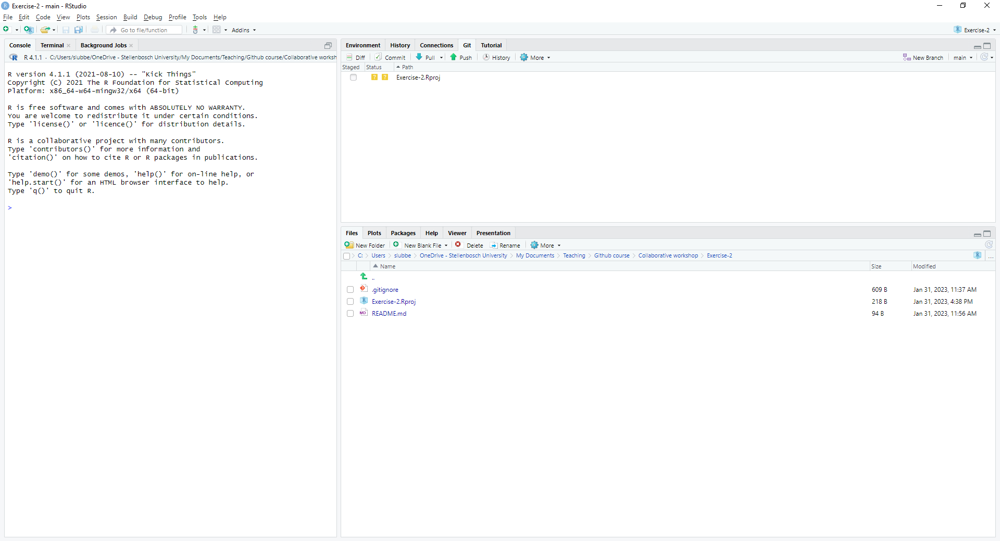 Exercise-2 - main - RStudio
File Edit Code View Plots Session Build Debug Profile Tools Help
Go to file/function Addins Exercise-2
Console Terminal Background Jobs
R 4.1.1 · C:/Users/slubbe/OneDrive - Stellenbosch University/My Documents/Teaching/Github course/Collaborative worksh
R version 4.1.1 (2021-08-10) -- "Kick Things"
Copyright (C) 2021 The R Foundation for Statistical Computing
Platform: x86_64-w64-mingw32/x64 (64-bit)
R is free software and comes with ABSOLUTELY NO WARRANTY.
You are welcome to redistribute it under certain conditions.
Type 'license()' or 'licence()' for distribution details.
R is a collaborative project with many contributors.
Type 'contributors()' for more information and
'citation()' on how to cite R or R packages in publications.
Type 'demo()' for some demos, 'help()' for on-line help, or
'help.start()' for an HTML browser interface to help.
Type 'q()' to quit R.
>
Environment History Connections Git Tutorial
Diff Commit Pull Push History More New Branch main
Staged Status Path
? ? Exercise-2.Rproj
Files Plots Packages Help Viewer Presentation
New Folder New Blank File Delete Rename More
C: Users slubbe OneDrive - Stellenbosch University My Documents Teaching Github course Collaborative workshop Exercise-2 R ...
Name Size Modified
..
.gitignore 609 B Jan 31, 2023, 11:37 AM
Exercise-2.Rproj 218 B Jan 31, 2023, 4:38 PM
README.md 94 B Jan 31, 2023, 11:56 AM